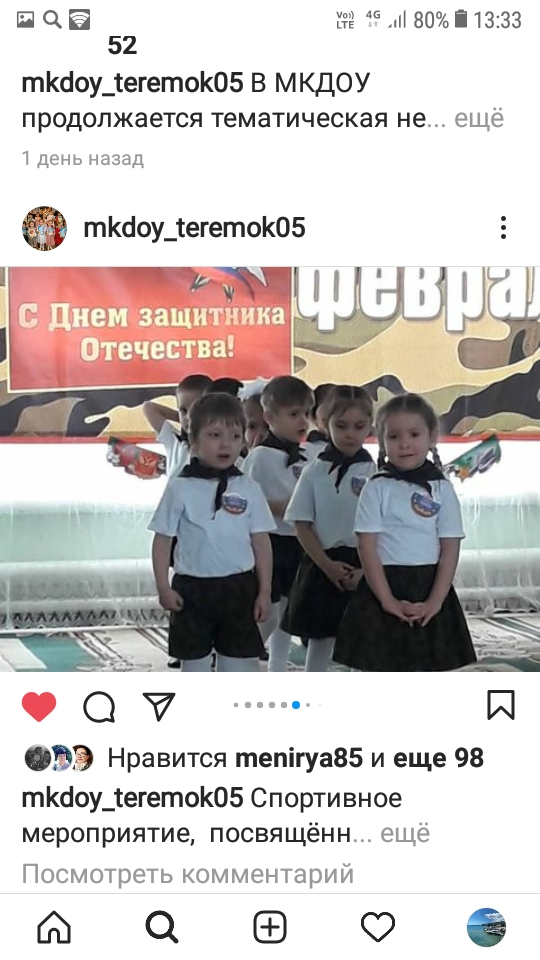 Vo))
LTE 4G 80% 13:33
52
mkdoy_teremok05 В МКДОУ
продолжается тематическая не... ещё
1 день назад
mkdoy_teremok05
С Днем защитника
Отечества!
феврал
Нравится menirya85 и еще 98
mkdoy_teremok05 Спортивное
мероприятие, посвящённ... ещё
Посмотреть комментарий